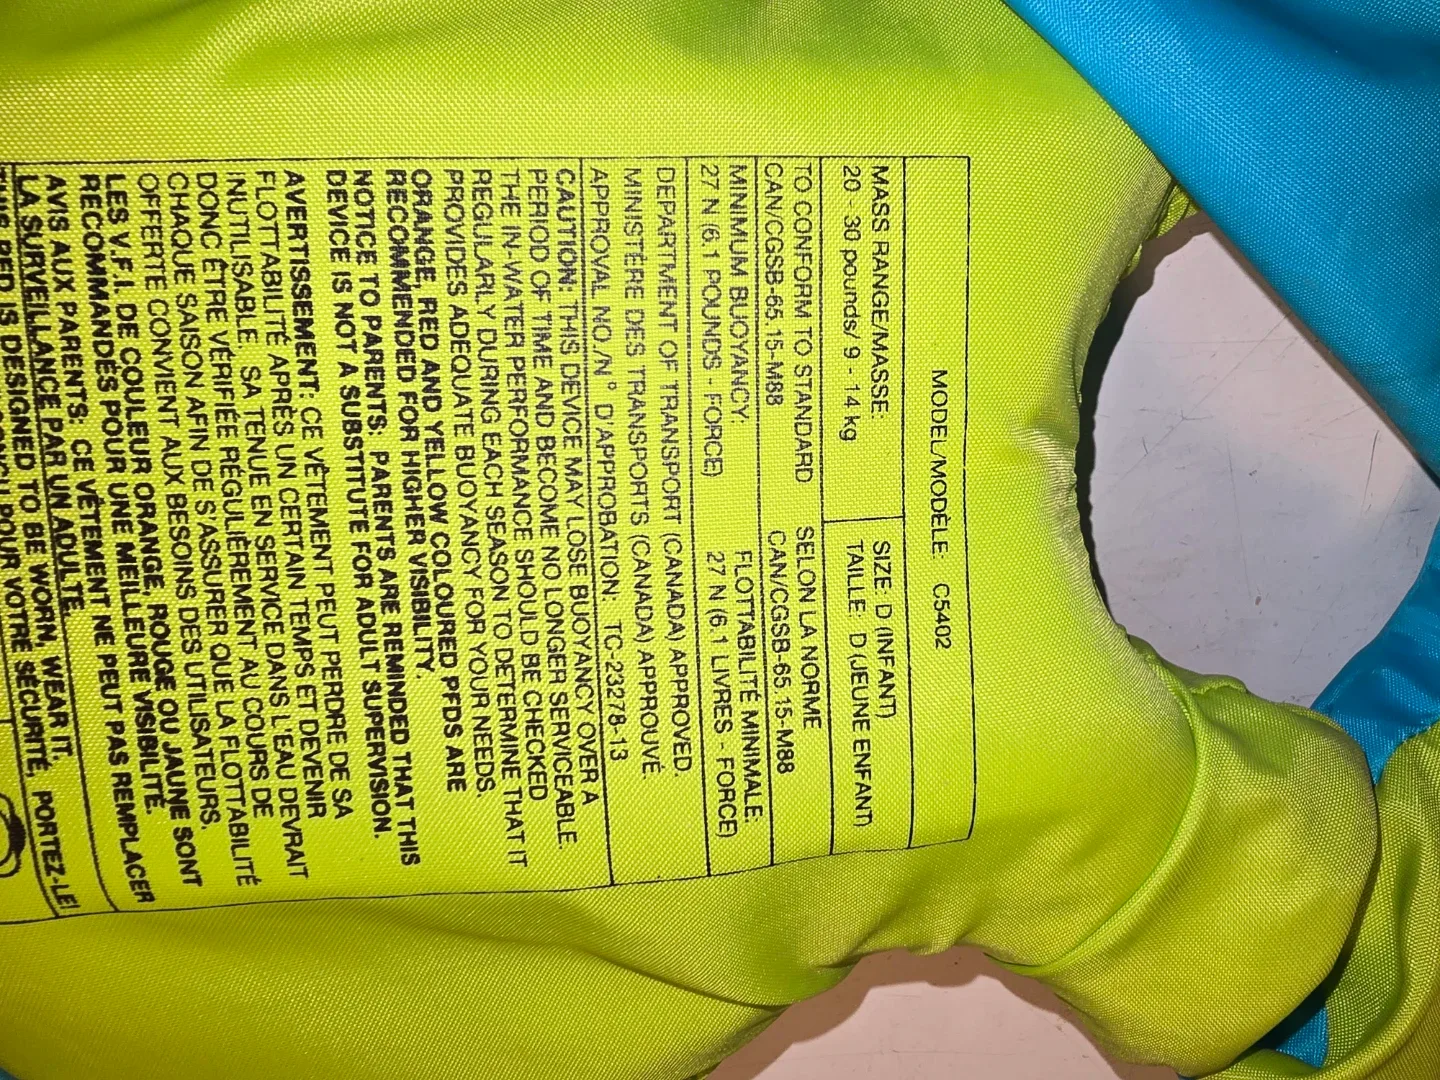 MODEL/MODÈLE: C5402
MASS RANGE/MASSE: SIZE: D (INFANT)
20 - 30 pounds/ 9 - 14 kg TAILLE: D (JEUNE ENFANT)
TO CONFORM TO STANDARD SELON LA NORME
CAN/CGSB-65.15-M88 CAN/CGSB-65.15-M88
MINIMUM BUOYANCY: FLOTTABILITÉ MINIMALE:
27 N (6.1 POUNDS - FORCE) 27 N (6.1 LIVRES - FORCE)
DEPARTMENT OF TRANSPORT (CANADA) APPROVED.
MINISTÈRE DES TRANSPORTS (CANADA) APPROUVÉ.
APPROVAL NO./N° D'APPROBATION: TC-23278-13
CAUTION: THIS DEVICE MAY LOSE BUOYANCY OVER A
PERIOD OF TIME AND BECOME NO LONGER SERVICEABLE.
THE IN-WATER PERFORMANCE SHOULD BE CHECKED
REGULARLY DURING EACH SEASON TO DETERMINE THAT IT
PROVIDES ADEQUATE BUOYANCY FOR YOUR NEEDS.
ORANGE, RED AND YELLOW COLOURED PFDS ARE
RECOMMENDED FOR HIGHER VISIBILITY.
NOTICE TO PARENTS: PARENTS ARE REMINDED THAT THIS
DEVICE IS NOT A SUBSTITUTE FOR ADULT SUPERVISION.
AVERTISSEMENT: CE VÊTEMENT PEUT PERDRE DE SA
FLOTTABILITÉ APRÈS UN CERTAIN TEMPS ET DEVENIR
INUTILISABLE. SA TENUE EN SERVICE DANS L'EAU DEVRAIT
DONC ÊTRE VÉRIFIÉE RÉGULIÈREMENT AU COURS DE
CHAQUE SAISON AFIN DE S'ASSURER QUE LA FLOTTABILITÉ
OFFERTE CONVIENT AUX BESOINS DES UTILISATEURS.
LES V.F.I. DE COULEUR ORANGE, ROUGE OU JAUNE SONT
RECOMMANDÉS POUR UNE MEILLEURE VISIBILITÉ.
AVIS AUX PARENTS: CE VÊTEMENT NE PEUT PAS REMPLACER
LA SURVEILLANCE PAR UN ADULTE.
THIS PFD IS DESIGNED TO BE WORN, WEAR IT.
POUR VOTRE SÉCURITÉ, PORTEZ-LE!